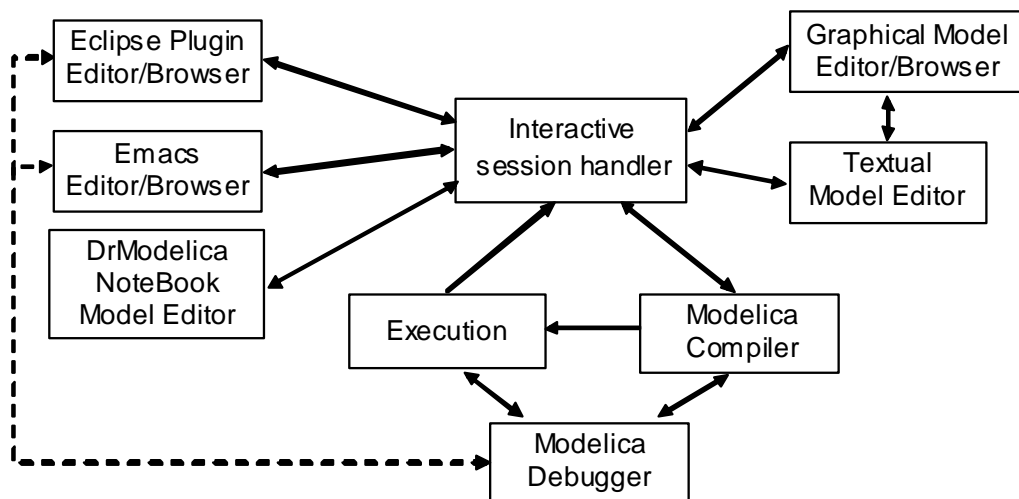 Eclipse Plugin
Editor/Browser
Emacs
Editor/Browser
DrModelica
NoteBook
Model Editor
Interactive
session handler
Graphical Model
Editor/Browser
Textual
Model Editor
Execution
Modelica
Compiler
Modelica
Debugger